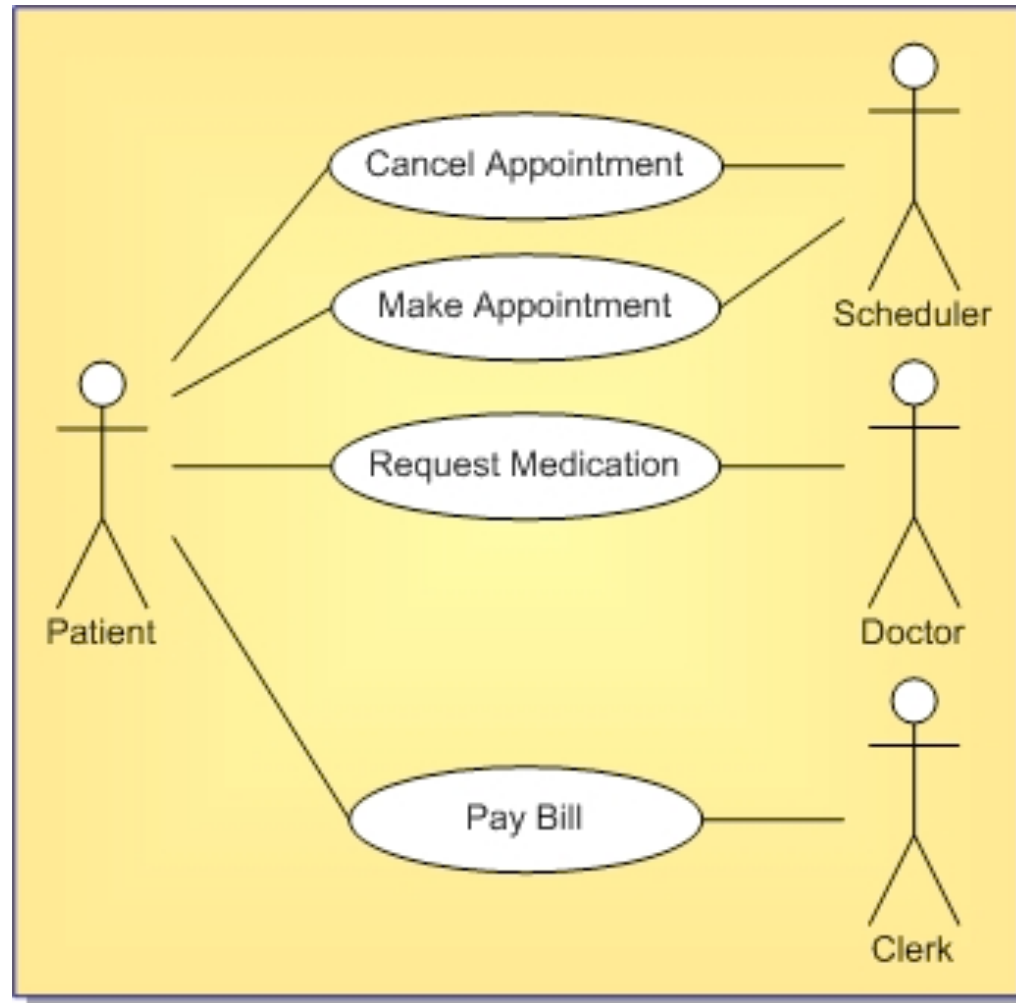 Cancel Appointment
Make Appointment
Scheduler
Request Medication
Patient
Doctor
Pay Bill
Clerk